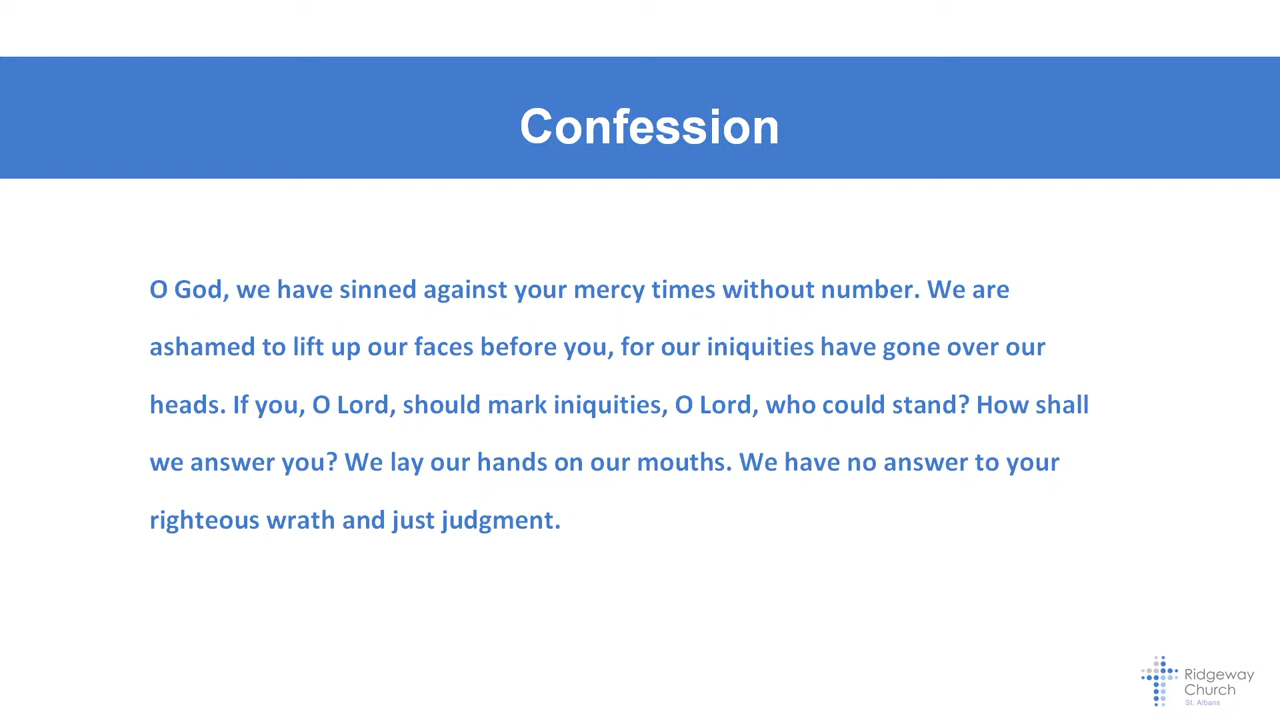 Confession
O God, we have sinned against your mercy times without number. We are
ashamed to lift up our faces before you, for our iniquities have gone over our
heads. If you, O Lord, should mark iniquities, O Lord, who could stand? How shall
we answer you? We lay our hands on our mouths. We have no answer to your
righteous wrath and just judgment.
Ridgeway
Church
St. Albans